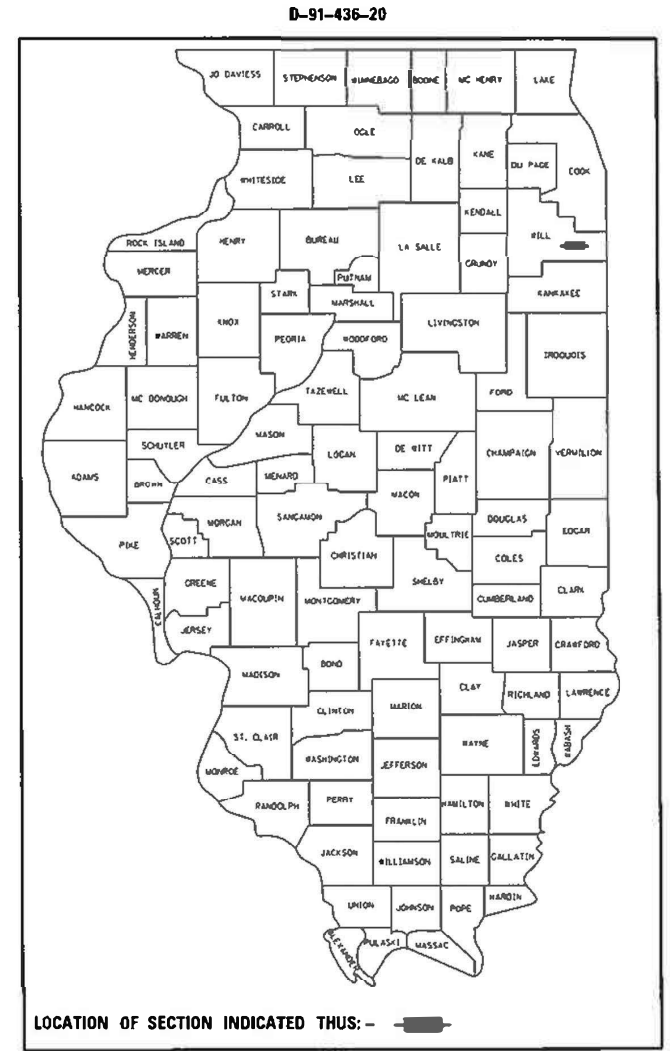 D-91-436-20
JO DAVIESS STEPHENSON WINNEBAGO BOONE MC HENRY LAKE
CARROLL OGLE
DE KALB KANE DU PAGE COOK
WHITESIDE LEE
KENDALL WILL
ROCK ISLAND HENRY BUREAU LA SALLE
MERCER PUTNAM GRUNDY
STARK MARSHALL KANKAKEE
HENDERSON WARREN KNOX PEORIA WOODFORD LIVINGSTON
IROQUOIS
HANCOCK MC DONOUGH FULTON TAZEWELL MC LEAN FORD
SCHUYLER MASON
LOGAN DE WITT CHAMPAIGN VERMILION
ADAMS BROWN CASS MENARD PIATT
MACON
PIKE SCOTT MORGAN SANGAMON DOUGLAS EDGAR
CHRISTIAN MOULTRIE
COLES
CALHOUN GREENE MACOUPIN MONTGOMERY SHELBY
CUMBERLAND CLARK
JERSEY FAYETTE EFFINGHAM JASPER CRAWFORD
MADISON BOND
CLAY RICHLAND LAWRENCE
CLINTON MARION
ST. CLAIR WAYNE EDWARDS WABASH
WASHINGTON JEFFERSON
MONROE
RANDOLPH PERRY HAMILTON WHITE
FRANKLIN
JACKSON WILLIAMSON SALINE GALLATIN
HARDIN
UNION JOHNSON POPE
ALEXANDER PULASKI MASSAC
LOCATION OF SECTION INDICATED THUS: -